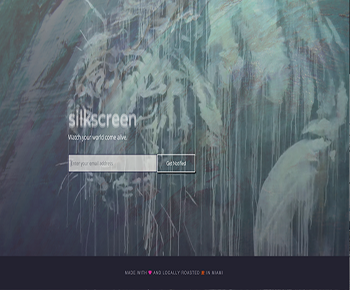 silkscreen
Watch your world come alive.
Enter your email address
Get Notified
MADE WITH ♥ AND LOCALLY ROASTED IN MIAMI